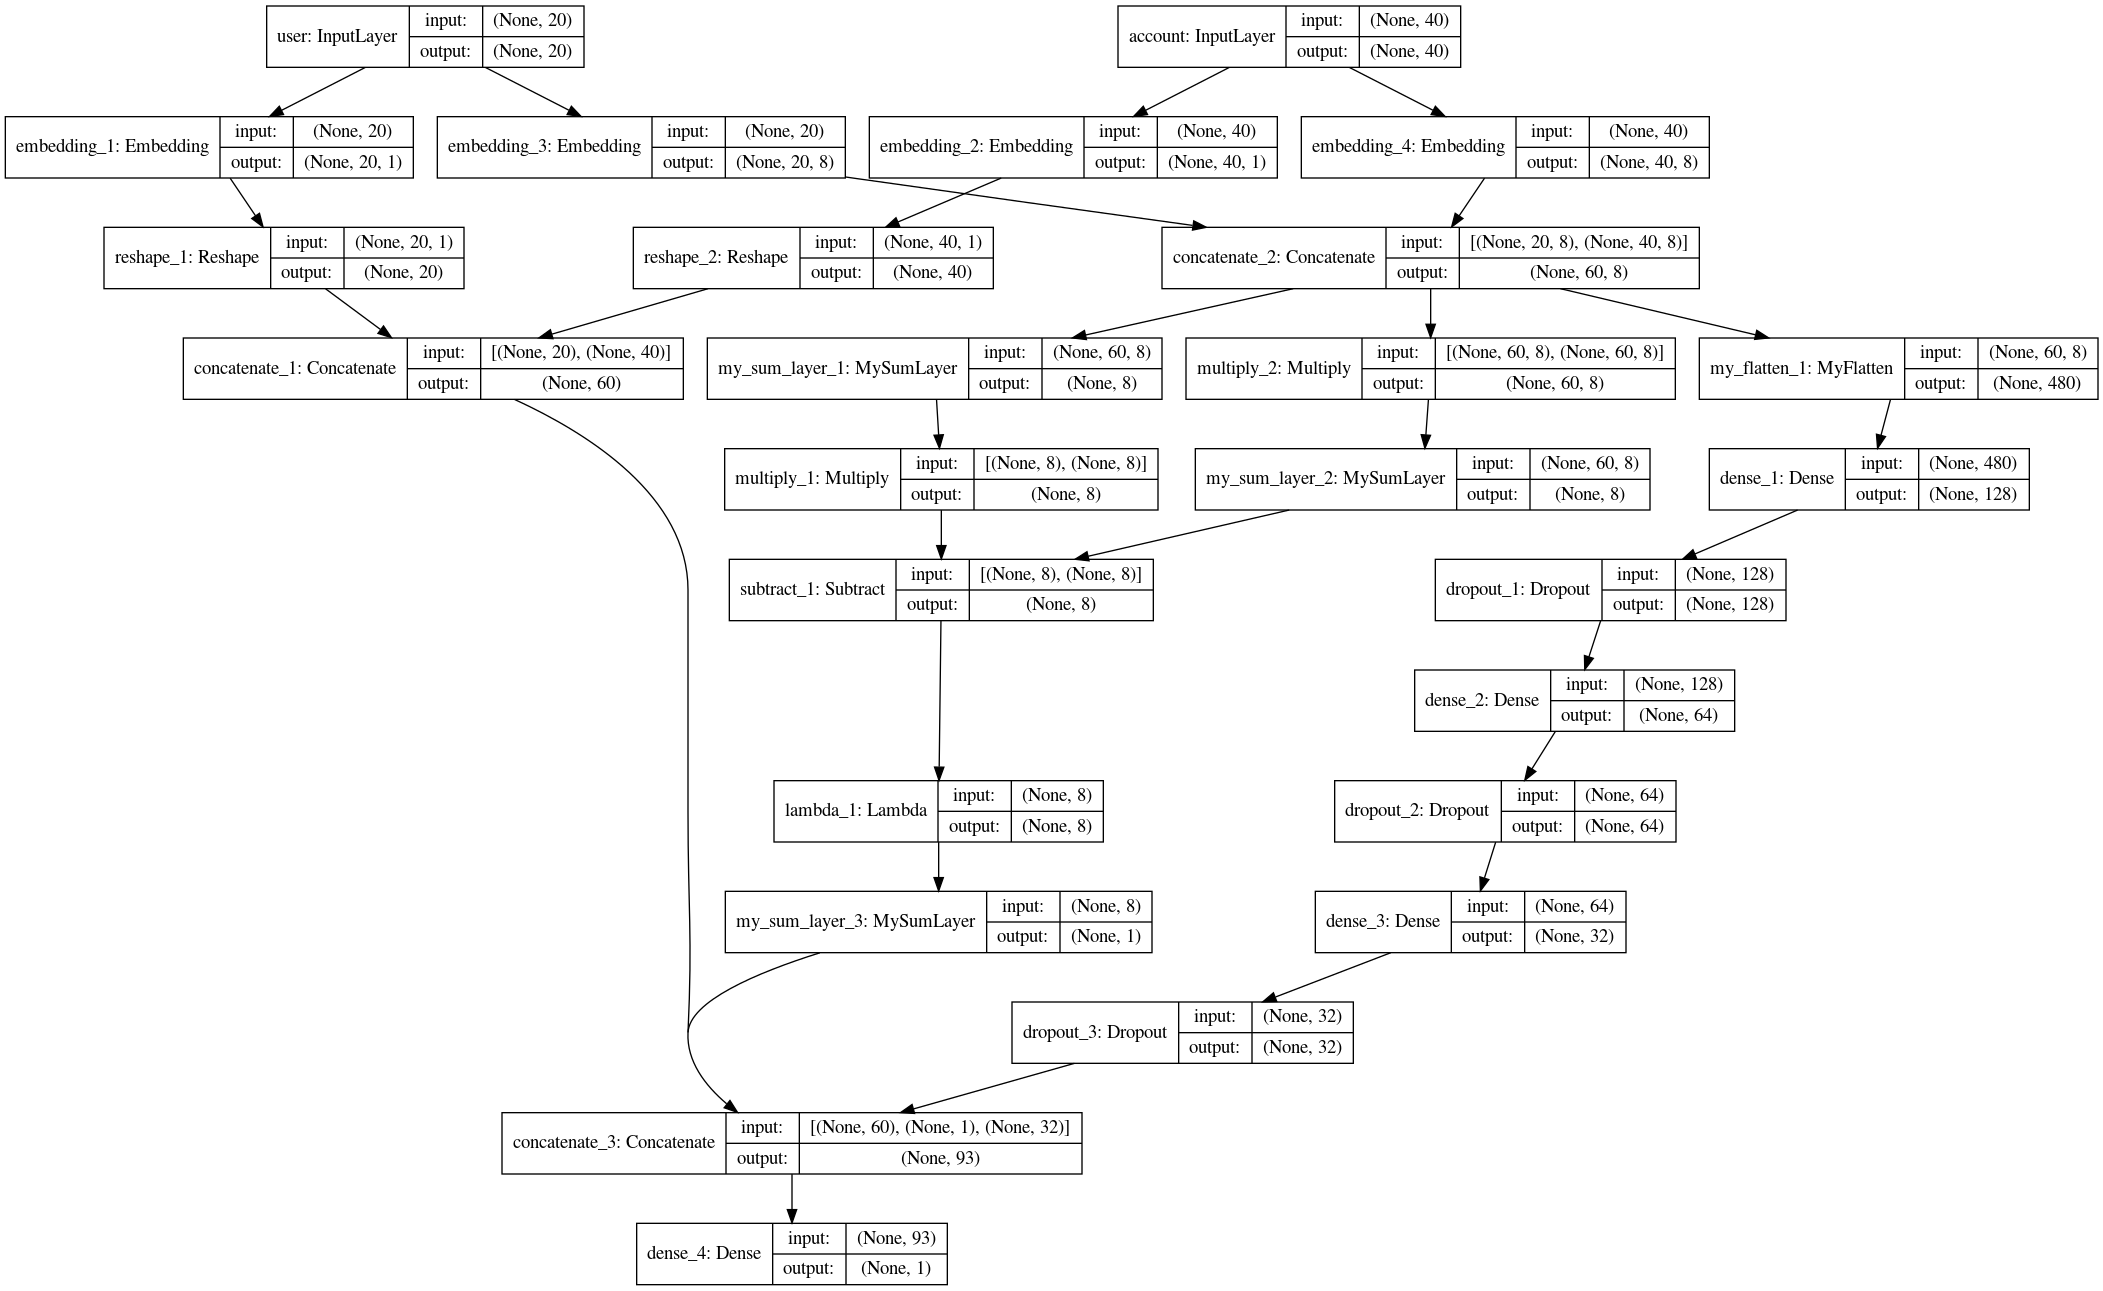 user: InputLayer
input:
(None, 20)
output:
(None, 20)
account: InputLayer
input:
(None, 40)
output:
(None, 40)
embedding_1: Embedding
input:
(None, 20)
output:
(None, 20, 1)
embedding_3: Embedding
input:
(None, 20)
output:
(None, 20, 8)
embedding_2: Embedding
input:
(None, 40)
output:
(None, 40, 1)
embedding_4: Embedding
input:
(None, 40)
output:
(None, 40, 8)
reshape_1: Reshape
input:
(None, 20, 1)
output:
(None, 20)
reshape_2: Reshape
input:
(None, 40, 1)
output:
(None, 40)
concatenate_2: Concatenate
input:
[(None, 20, 8), (None, 40, 8)]
output:
(None, 60, 8)
concatenate_1: Concatenate
input:
[(None, 20), (None, 40)]
output:
(None, 60)
my_sum_layer_1: MySumLayer
input:
(None, 60, 8)
output:
(None, 8)
multiply_2: Multiply
input:
[(None, 60, 8), (None, 60, 8)]
output:
(None, 60, 8)
my_flatten_1: MyFlatten
input:
(None, 60, 8)
output:
(None, 480)
multiply_1: Multiply
input:
[(None, 8), (None, 8)]
output:
(None, 8)
my_sum_layer_2: MySumLayer
input:
(None, 60, 8)
output:
(None, 8)
dense_1: Dense
input:
(None, 480)
output:
(None, 128)
subtract_1: Subtract
input:
[(None, 8), (None, 8)]
output:
(None, 8)
dropout_1: Dropout
input:
(None, 128)
output:
(None, 128)
dense_2: Dense
input:
(None, 128)
output:
(None, 64)
lambda_1: Lambda
input:
(None, 8)
output:
(None, 8)
dropout_2: Dropout
input:
(None, 64)
output:
(None, 64)
my_sum_layer_3: MySumLayer
input:
(None, 8)
output:
(None, 1)
dense_3: Dense
input:
(None, 64)
output:
(None, 32)
dropout_3: Dropout
input:
(None, 32)
output:
(None, 32)
concatenate_3: Concatenate
input:
[(None, 60), (None, 1), (None, 32)]
output:
(None, 93)
dense_4: Dense
input:
(None, 93)
output:
(None, 1)